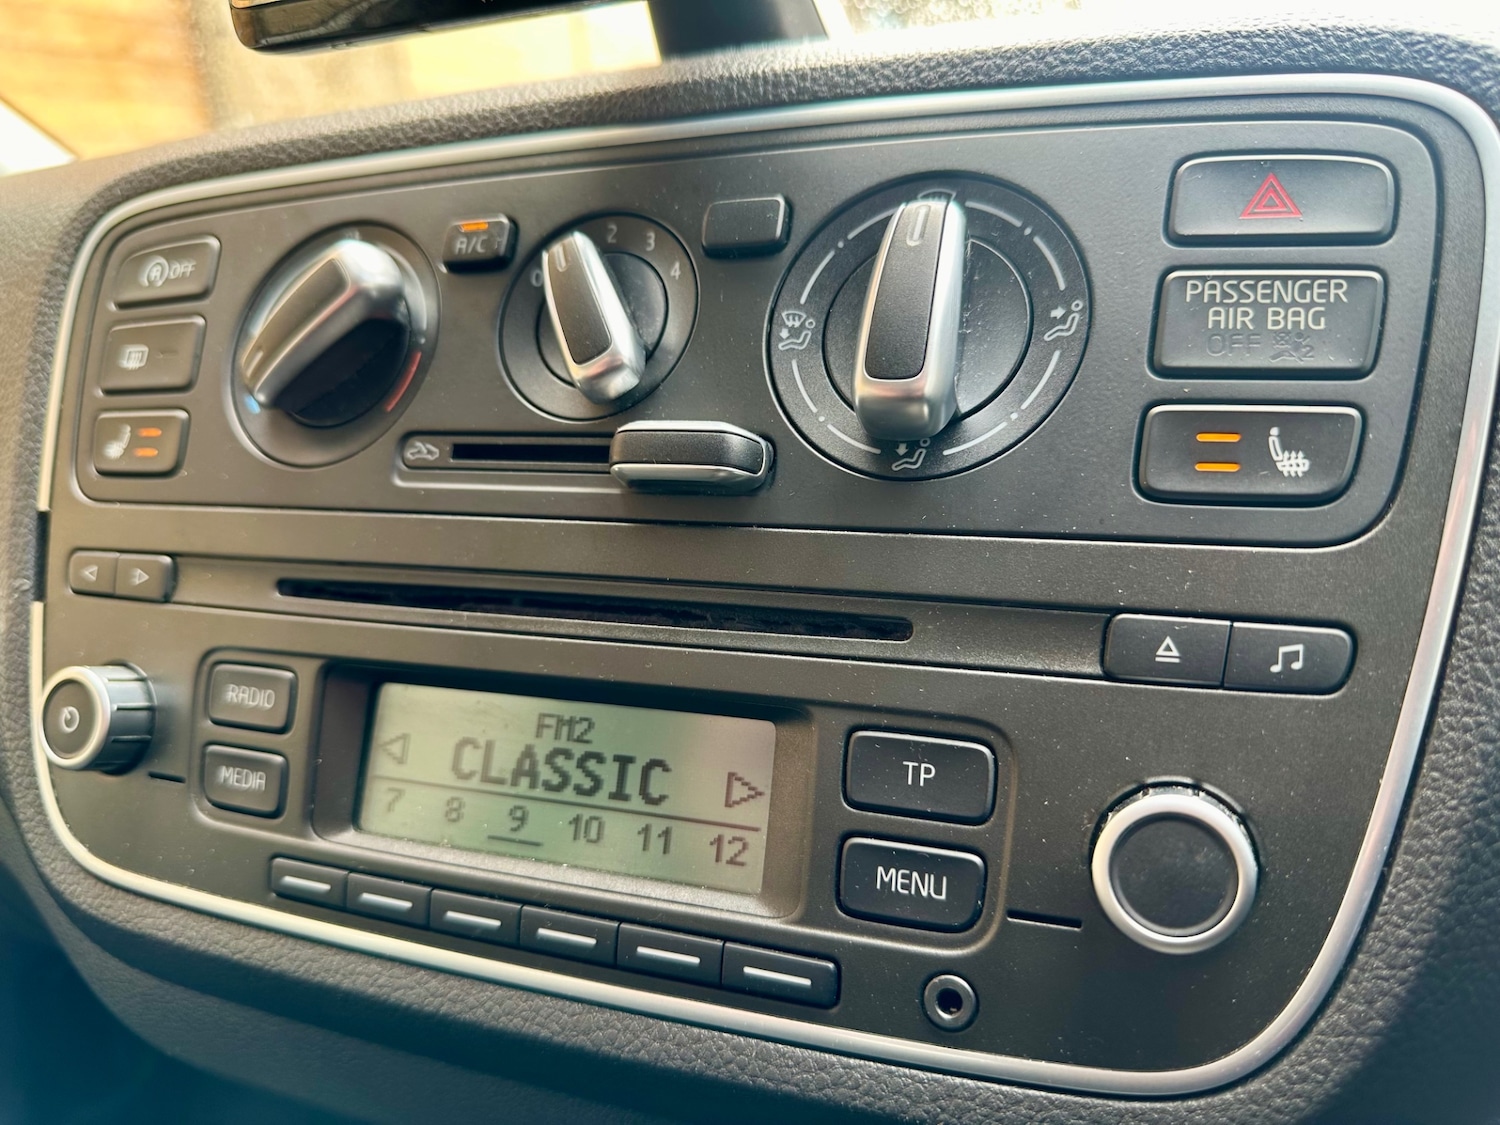 A OFF
A/C
0 1 2 3 4
PASSENGER
AIR BAG
OFF 2
RADIO
MEDIA
FM2
CLASSIC
7 8 9 10 11 12
TP
MENU